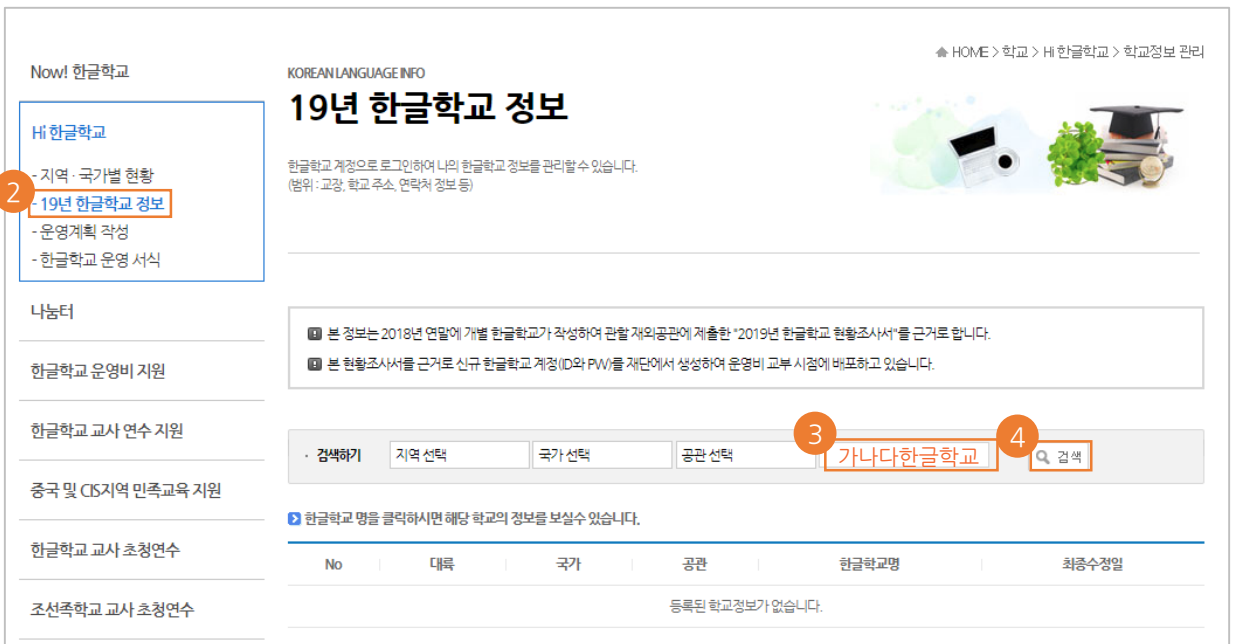 HOME > 학교 > Hi 한글학교 > 학교정보 관리
Now! 한글학교
Hi 한글학교
- 지역 · 국가별 현황
2
- 19년 한글학교 정보
- 운영계획 작성
- 한글학교 운영 서식
나눔터
한글학교 운영비 지원
한글학교 교사 연수 지원
중국 및 CIS지역 민족교육 지원
한글학교 교사 초청연수
조선족학교 교사 초청연수
KOREAN LANGUAGE INFO
19년 한글학교 정보
한글학교 계정으로 로그인하여 나의 한글학교 정보를 관리할 수 있습니다.
(범위 : 교장, 학교 주소, 연락처 정보 등)
본 정보는 2018년 연말에 개별 한글학교가 작성하여 관할 재외공관에 제출한 "2019년 한글학교 현황조사서"를 근거로 합니다.
본 현황조사서를 근거로 신규 한글학교 계정(ID와 PW)를 재단에서 생성하여 운영비 교부 시점에 배포하고 있습니다.
3 4
· 검색하기 지역 선택 국가 선택 공관 선택 가나다한글학교 검색
한글학교 명을 클릭하시면 해당 학교의 정보를 보실수 있습니다.
No 대륙 국가 공관 한글학교명 최종수정일
등록된 학교정보가 없습니다.